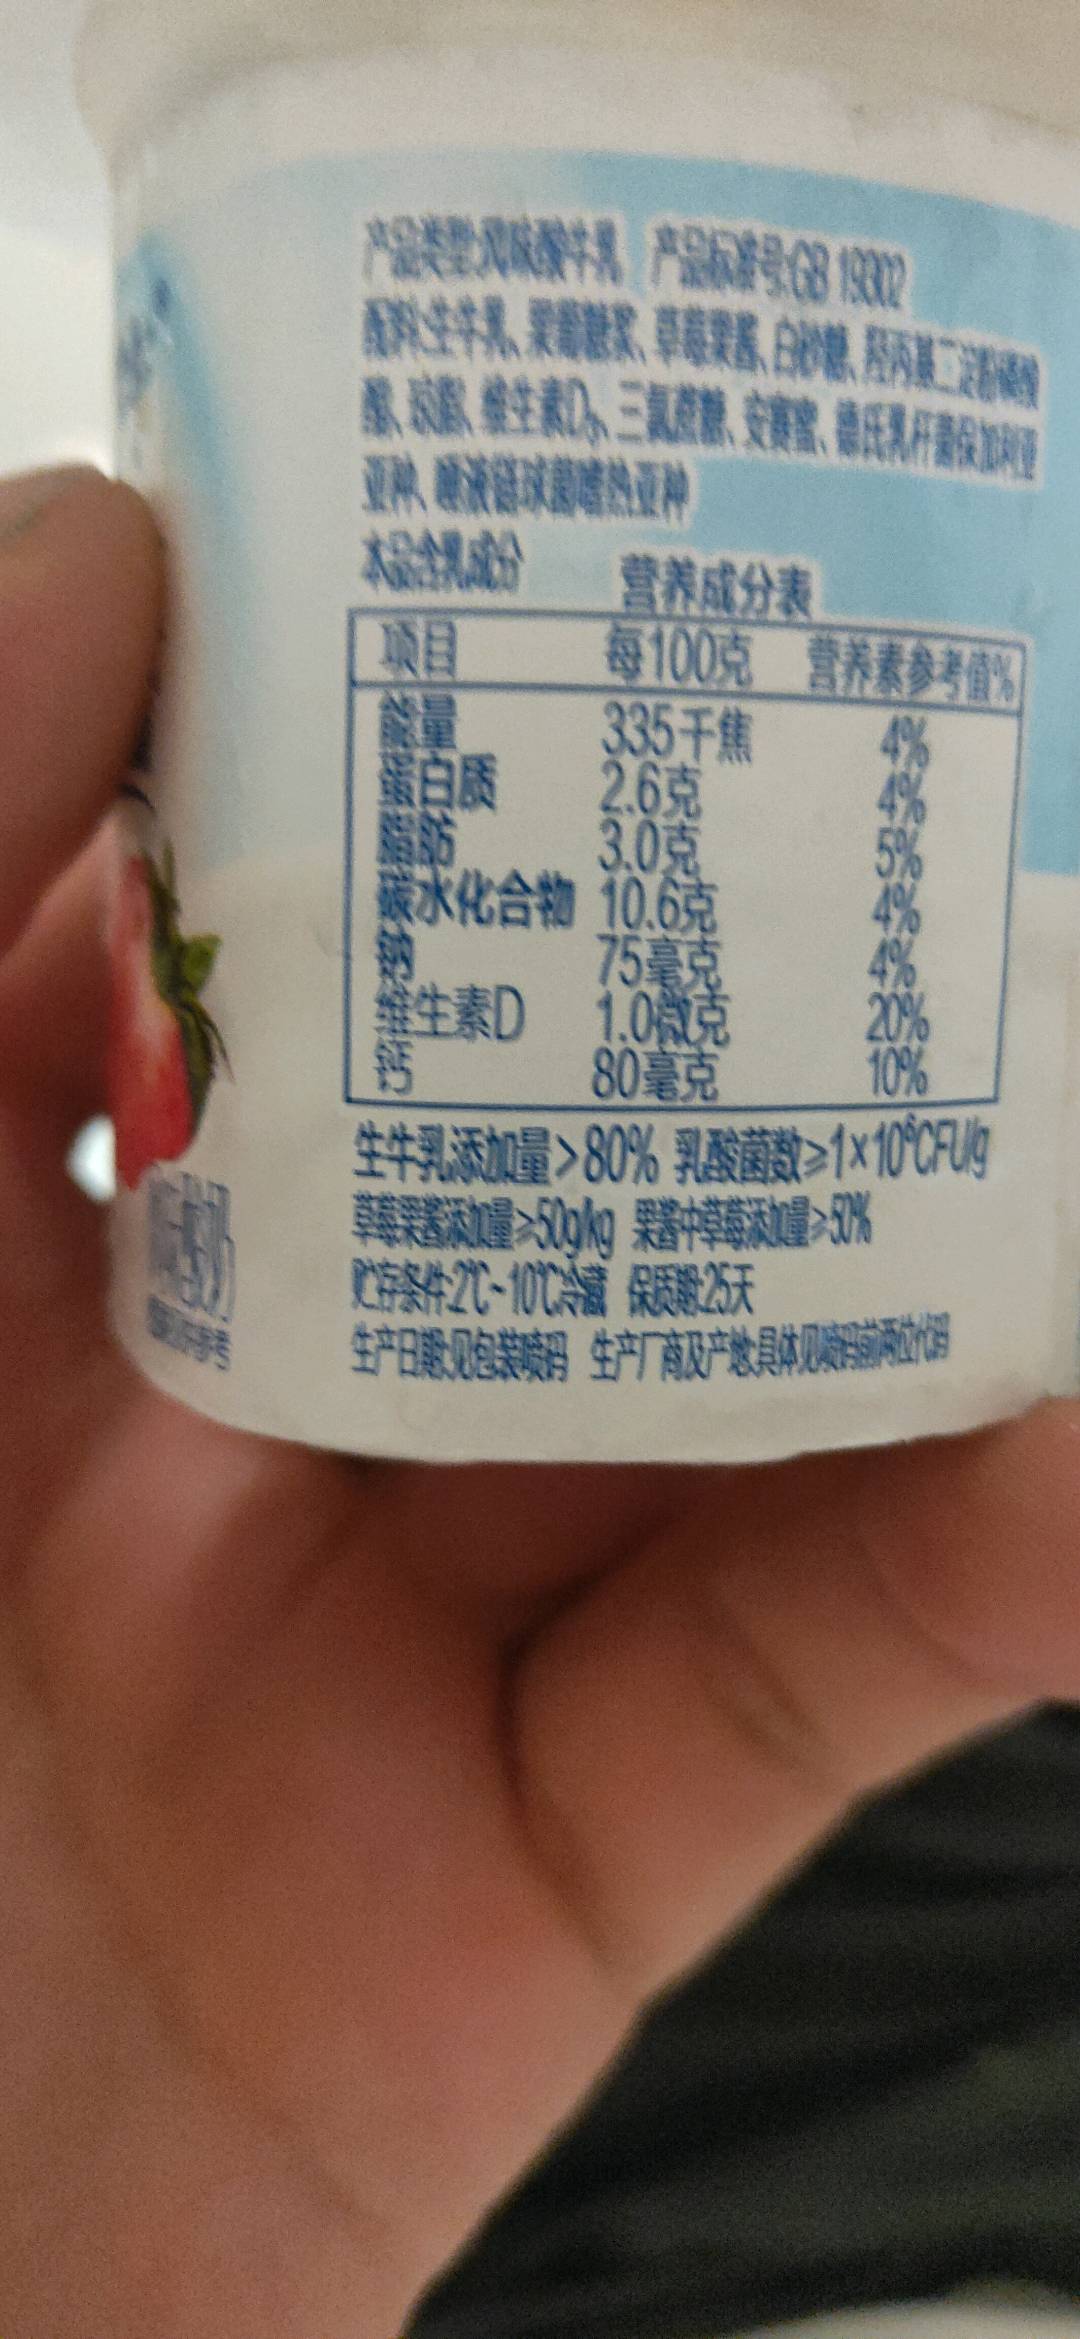 产品类型:风味酸牛乳 产品标准号:GB 19302
配料:生牛乳、果葡糖浆、草莓果酱、白砂糖、羟丙基二淀粉磷酸
酯、琼脂、维生素D₃、三氯蔗糖、安赛蜜、德氏乳杆菌保加利亚
亚种、唾液链球菌嗜热亚种
本品含乳成分
营养成分表
项目 每100克 营养素参考值%
能量 335千焦 4%
蛋白质 2.6克 4%
脂肪 3.0克 5%
碳水化合物 10.6克 4%
钠 75毫克 4%
维生素D 1.0微克 20%
钙 80毫克 10%
生牛乳添加量>80% 乳酸菌数≥1×10⁶CFU/g
草莓果酱添加量≥50g/kg 果酱中草莓添加量≥50%
贮存条件:2℃~10℃冷藏 保质期:25天
生产日期:见包装喷码 生产厂商及产地:具体见喷码前两位代码
味酸奶